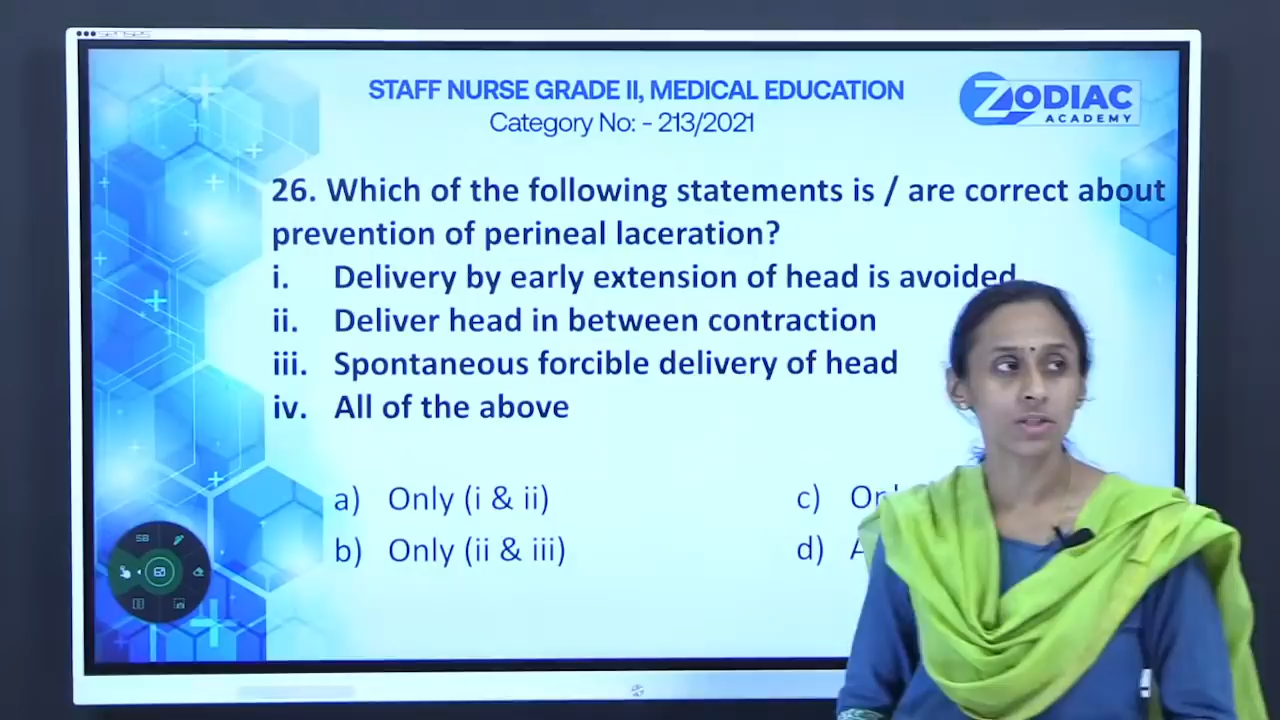 STAFF NURSE GRADE II, MEDICAL EDUCATION
Category No: - 213/2021
ZODIAC
ACADEMY
26. Which of the following statements is / are correct about
prevention of perineal laceration?
i. Delivery by early extension of head is avoided
ii. Deliver head in between contraction
iii. Spontaneous forcible delivery of head
iv. All of the above
a) Only (i & ii)
c)
b) Only (ii & iii)
d)
SB